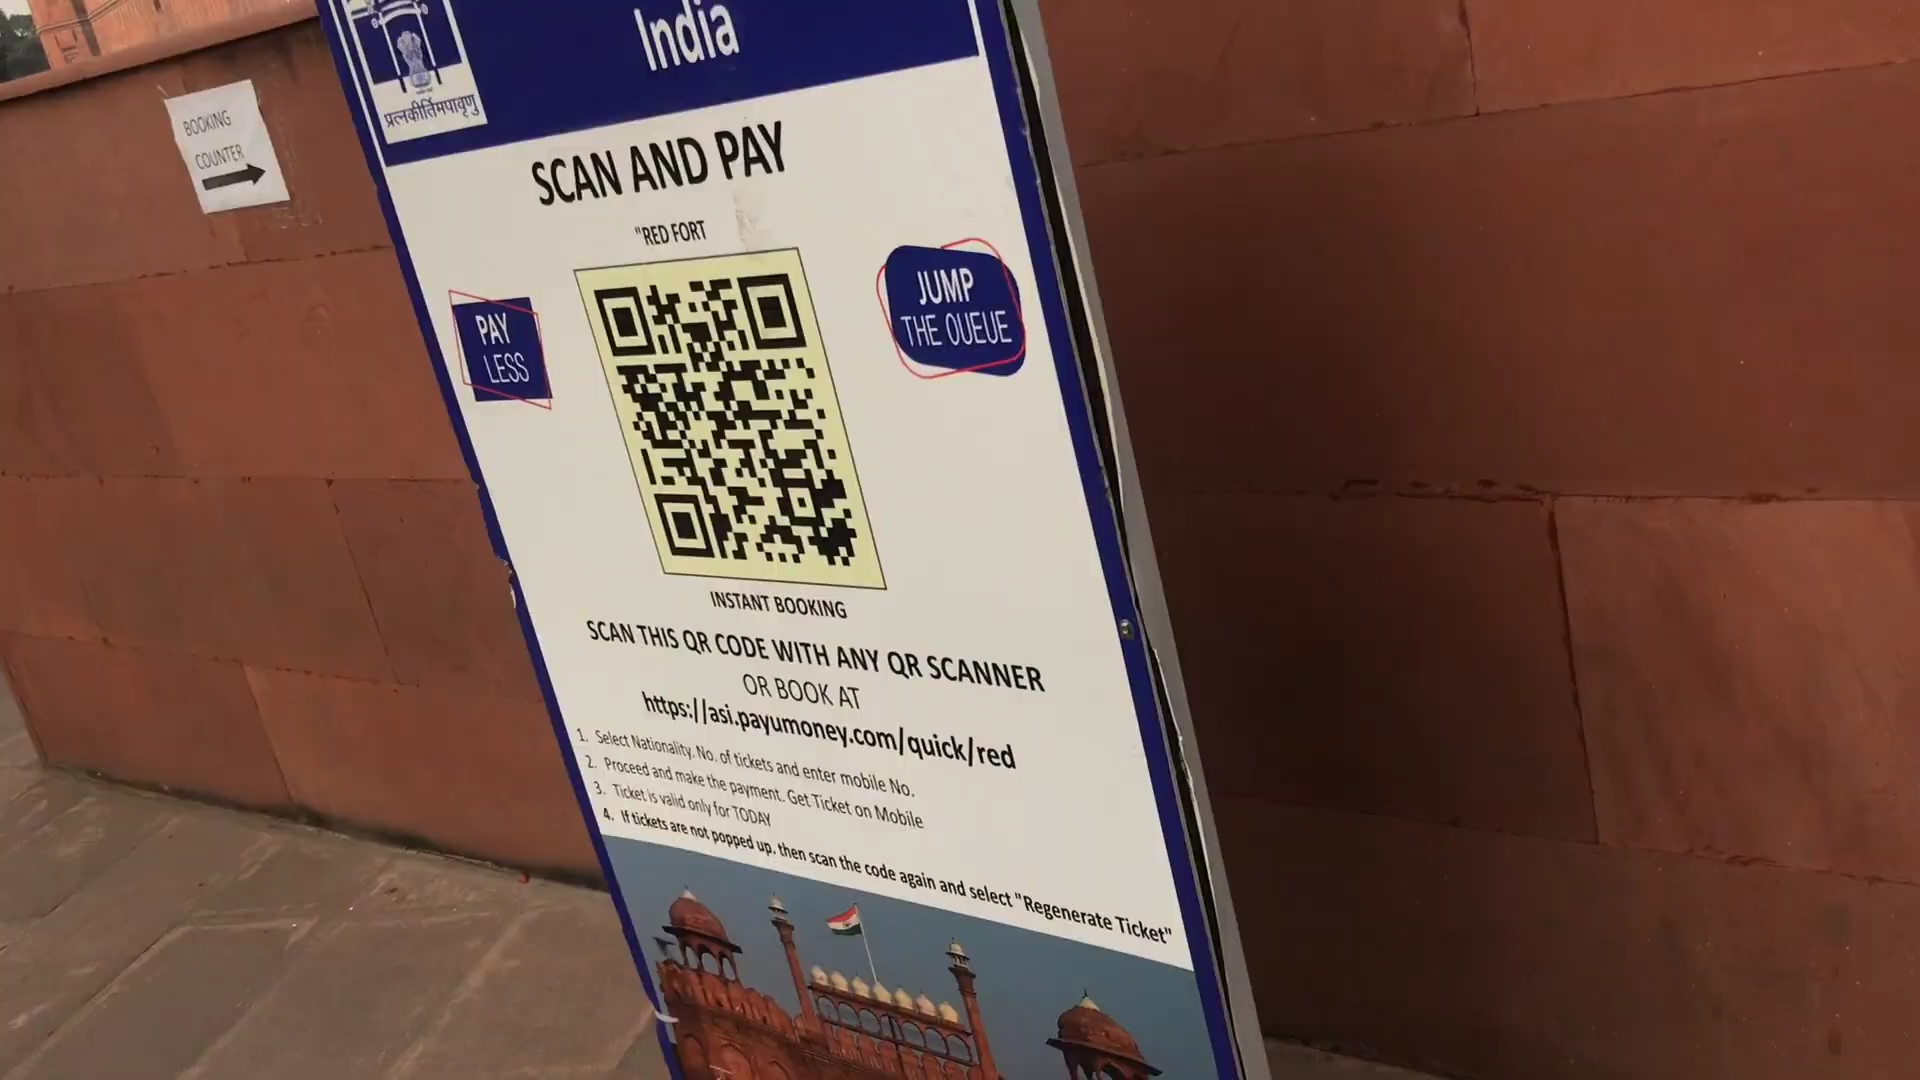 India
प्रत्नकीर्तिमपावृणु
BOOKING
COUNTER
SCAN AND PAY
"RED FORT
PAY
LESS
JUMP
THE QUEUE
INSTANT BOOKING
SCAN THIS QR CODE WITH ANY QR SCANNER
OR BOOK AT
https://asi.payumoney.com/quick/red
1. Select Nationality. No. of tickets and enter mobile No.
2. Proceed and make the payment. Get Ticket on Mobile
3. Ticket is valid only for TODAY
4. If tickets are not popped up, then scan the code again and select "Regenerate Ticket"